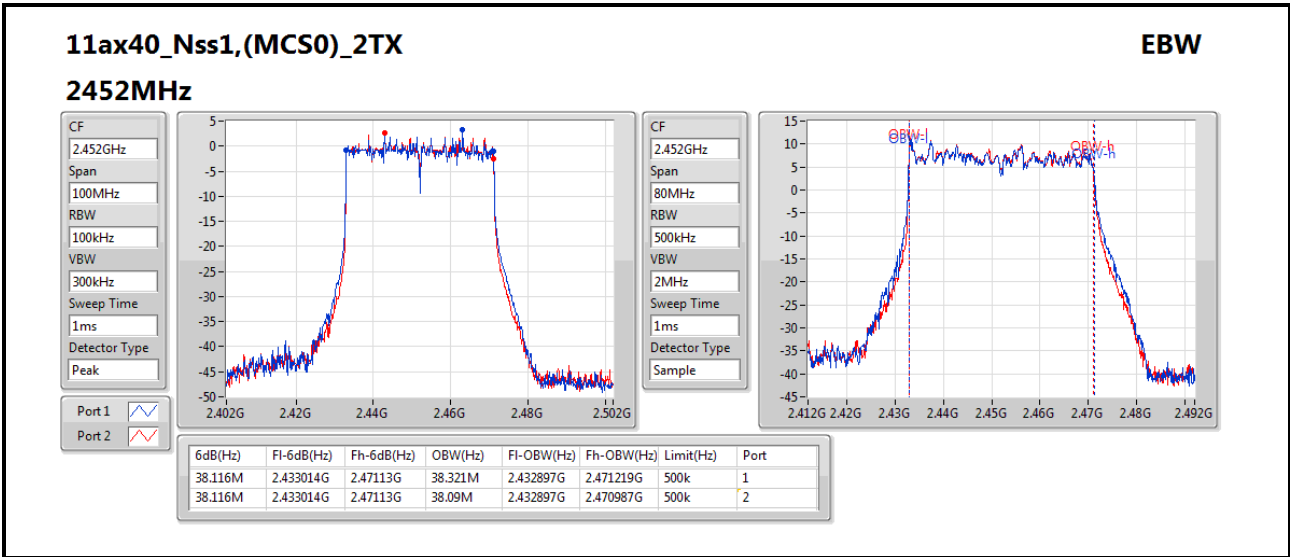 11ax40_Nss1,(MCS0)_2TX EBW
2452MHz
CF
2.452GHz
Span
100MHz
RBW
100kHz
VBW
300kHz
Sweep Time
1ms
Detector Type
Peak
Port 1
Port 2
5
0
-5
-10
-15
-20
-25
-30
-35
-40
-45
-50
2.402G 2.42G 2.44G 2.46G 2.48G 2.502G
CF
2.452GHz
Span
80MHz
RBW
500kHz
VBW
2MHz
Sweep Time
1ms
Detector Type
Sample
15
10
5
0
-5
-10
-15
-20
-25
-30
-35
-40
-45
OBW-l
OBW-l
OBW-h
OBW-h
2.412G 2.42G 2.43G 2.44G 2.45G 2.46G 2.47G 2.48G 2.492G
6dB(Hz) Fl-6dB(Hz) Fh-6dB(Hz) OBW(Hz) Fl-OBW(Hz) Fh-OBW(Hz) Limit(Hz) Port
38.116M 2.433014G 2.47113G 38.321M 2.432897G 2.471219G 500k 1
38.116M 2.433014G 2.47113G 38.09M 2.432897G 2.470987G 500k 2